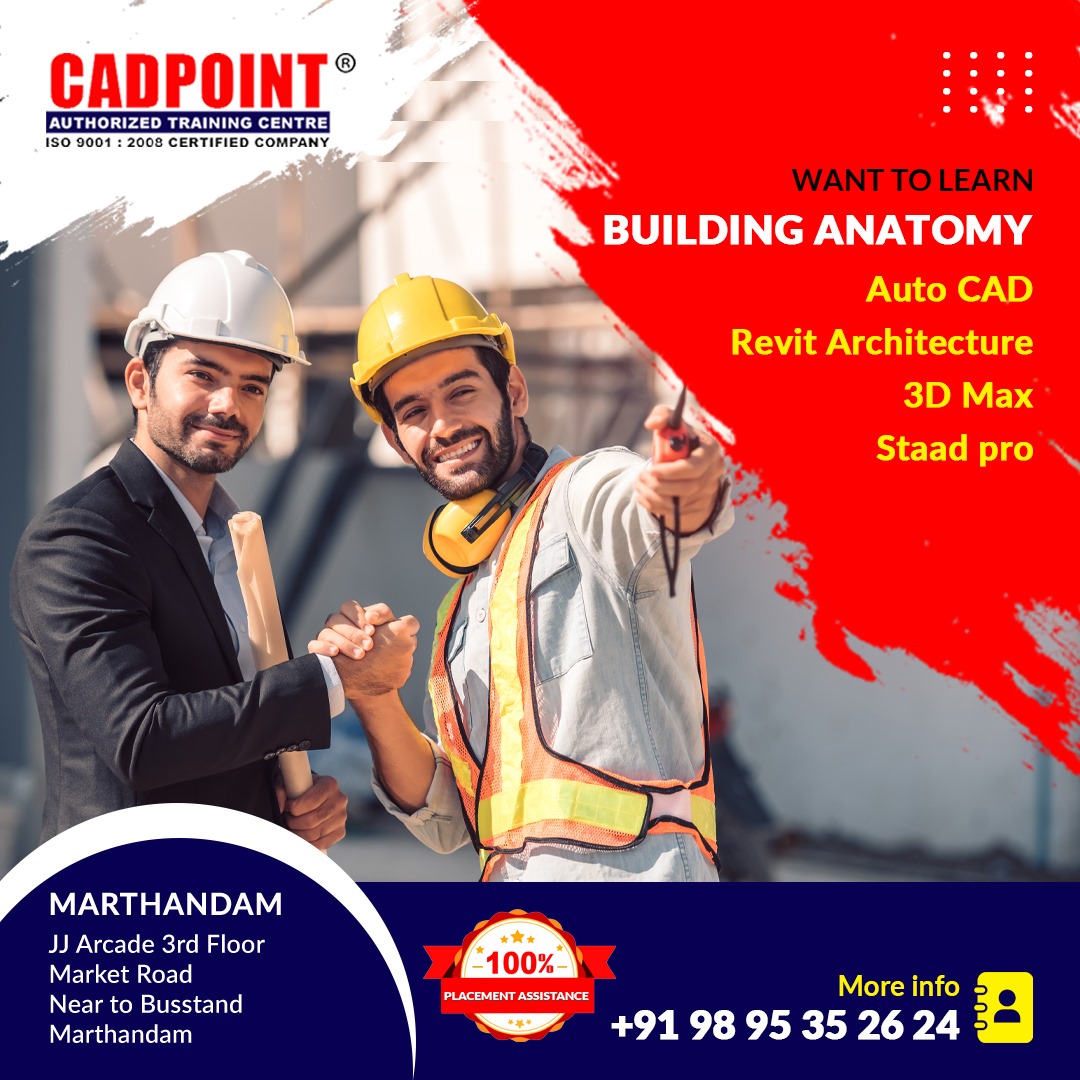 CADPOINT®
AUTHORIZED TRAINING CENTRE
ISO 9001 : 2008 CERTIFIED COMPANY
WANT TO LEARN
BUILDING ANATOMY
Auto CAD
Revit Architecture
3D Max
Staad pro
MARTHANDAM
JJ Arcade 3rd Floor
Market Road
Near to Busstand
Marthandam
100%
PLACEMENT ASSISTANCE
More info
+91 98 95 35 26 24